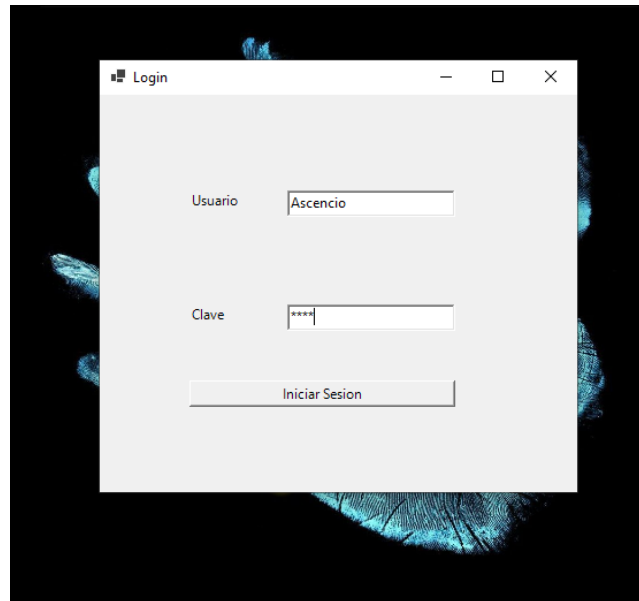 Login
Usuario
Ascencio
Clave
****
Iniciar Sesion